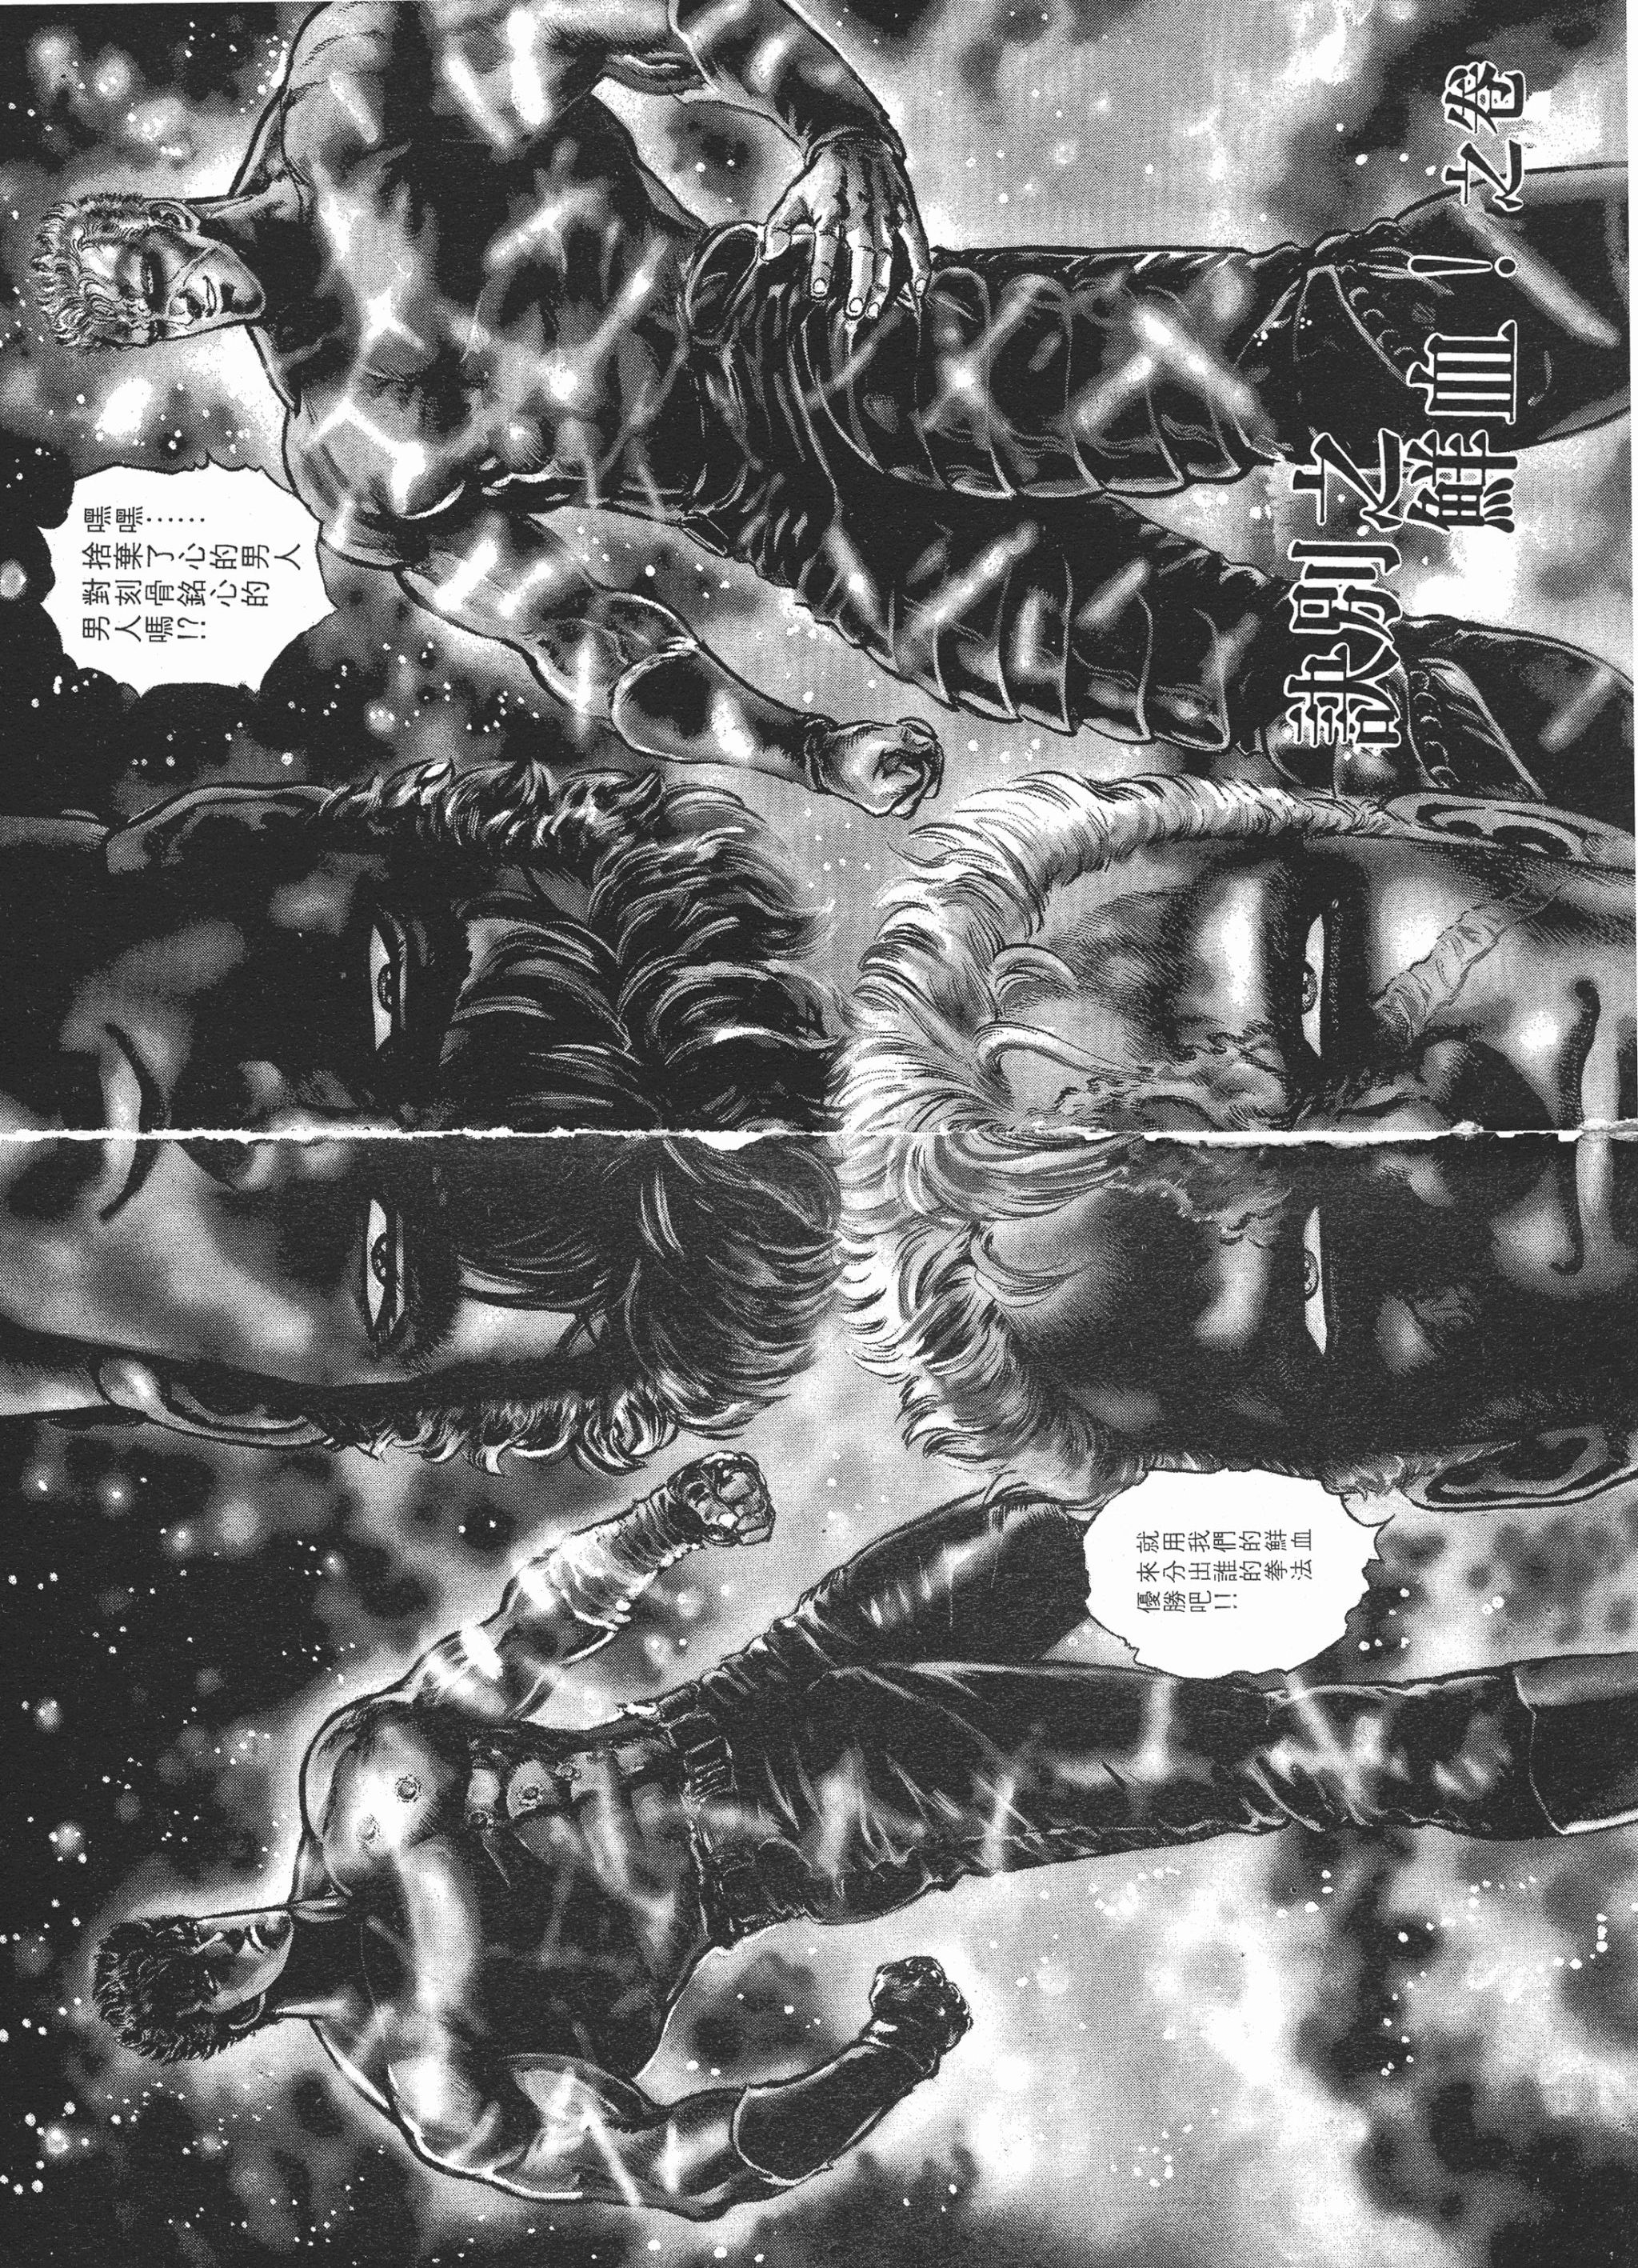 嘿嘿……
捨棄了心的男人
對刻骨銘心的
男人嗎!?
訣別之
鮮血！之卷
就用我們的鮮血
來分出誰的拳法
優勝吧!!